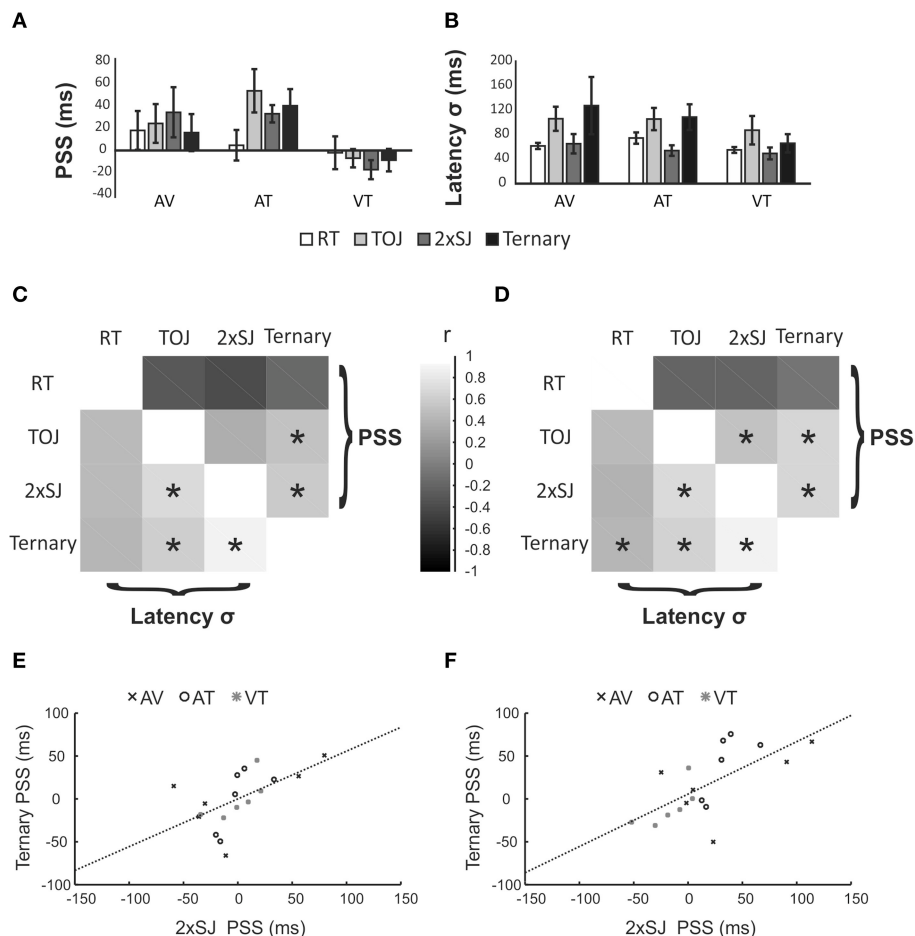 A
B
PSS (ms)
80
60
40
20
0
-20
-40
AV AT VT
Latency σ (ms)
200
160
120
80
40
0
AV AT VT
RT TOJ 2xSJ Ternary
C
D
RT TOJ 2xSJ Ternary
RT
TOJ *
2xSJ * *
Ternary * *
PSS
Latency σ
r
1
0.8
0.6
0.4
0.2
0
-0.2
-0.4
-0.6
-0.8
-1
RT TOJ 2xSJ Ternary
RT
TOJ * *
2xSJ * *
Ternary * * *
PSS
Latency σ
E
F
AV AT VT
Ternary PSS (ms)
100
50
0
-50
-100
-150 -100 -50 0 50 100 150
2xSJ PSS (ms)
AV AT VT
Ternary PSS (ms)
100
50
0
-50
-100
-150 -100 -50 0 50 100 150
2xSJ PSS (ms)